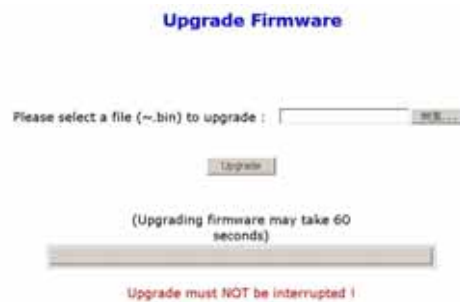 Upgrade Firmware
Please select a file (~.bin) to upgrade :
Upgrade
(Upgrading firmware may take 60
seconds)
Upgrade must NOT be interrupted !